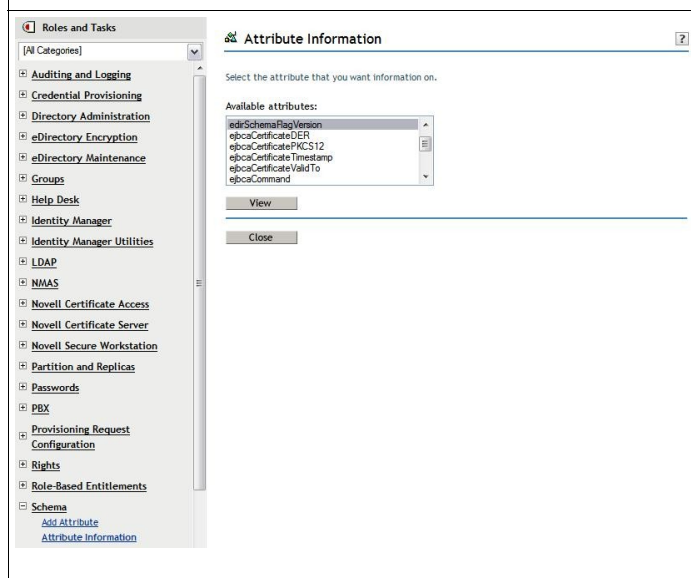 Roles and Tasks
[All Categories]
Auditing and Logging
Credential Provisioning
Directory Administration
eDirectory Encryption
eDirectory Maintenance
Groups
Help Desk
Identity Manager
Identity Manager Utilities
LDAP
NMAS
Novell Certificate Access
Novell Certificate Server
Novell Secure Workstation
Partition and Replicas
Passwords
PBX
Provisioning Request
Configuration
Rights
Role-Based Entitlements
Schema
Add Attribute
Attribute Information
Attribute Information
?
Select the attribute that you want information on.
Available attributes:
edirSchemaFlagVersion
ejbcaCertificateDER
ejbcaCertificatePKCS12
ejbcaCertificateTimestamp
ejbcaCertificateValidTo
ejbcaCommand
View
Close